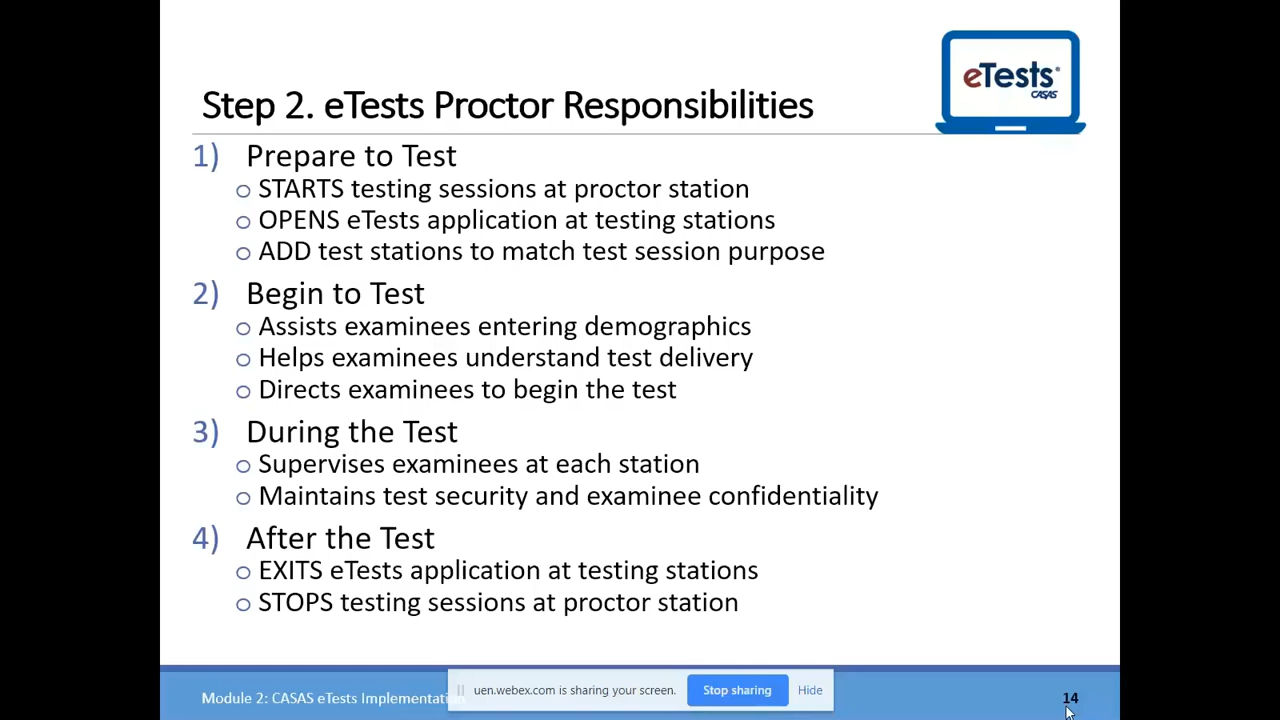 eTests®
CASAS
Step 2. eTests Proctor Responsibilities
1) Prepare to Test
o STARTS testing sessions at proctor station
o OPENS eTests application at testing stations
o ADD test stations to match test session purpose
2) Begin to Test
o Assists examinees entering demographics
o Helps examinees understand test delivery
o Directs examinees to begin the test
3) During the Test
o Supervises examinees at each station
o Maintains test security and examinee confidentiality
4) After the Test
o EXITS eTests application at testing stations
o STOPS testing sessions at proctor station
Module 2: CASAS eTests Implementation
uen.webex.com is sharing your screen. Stop sharing Hide
14